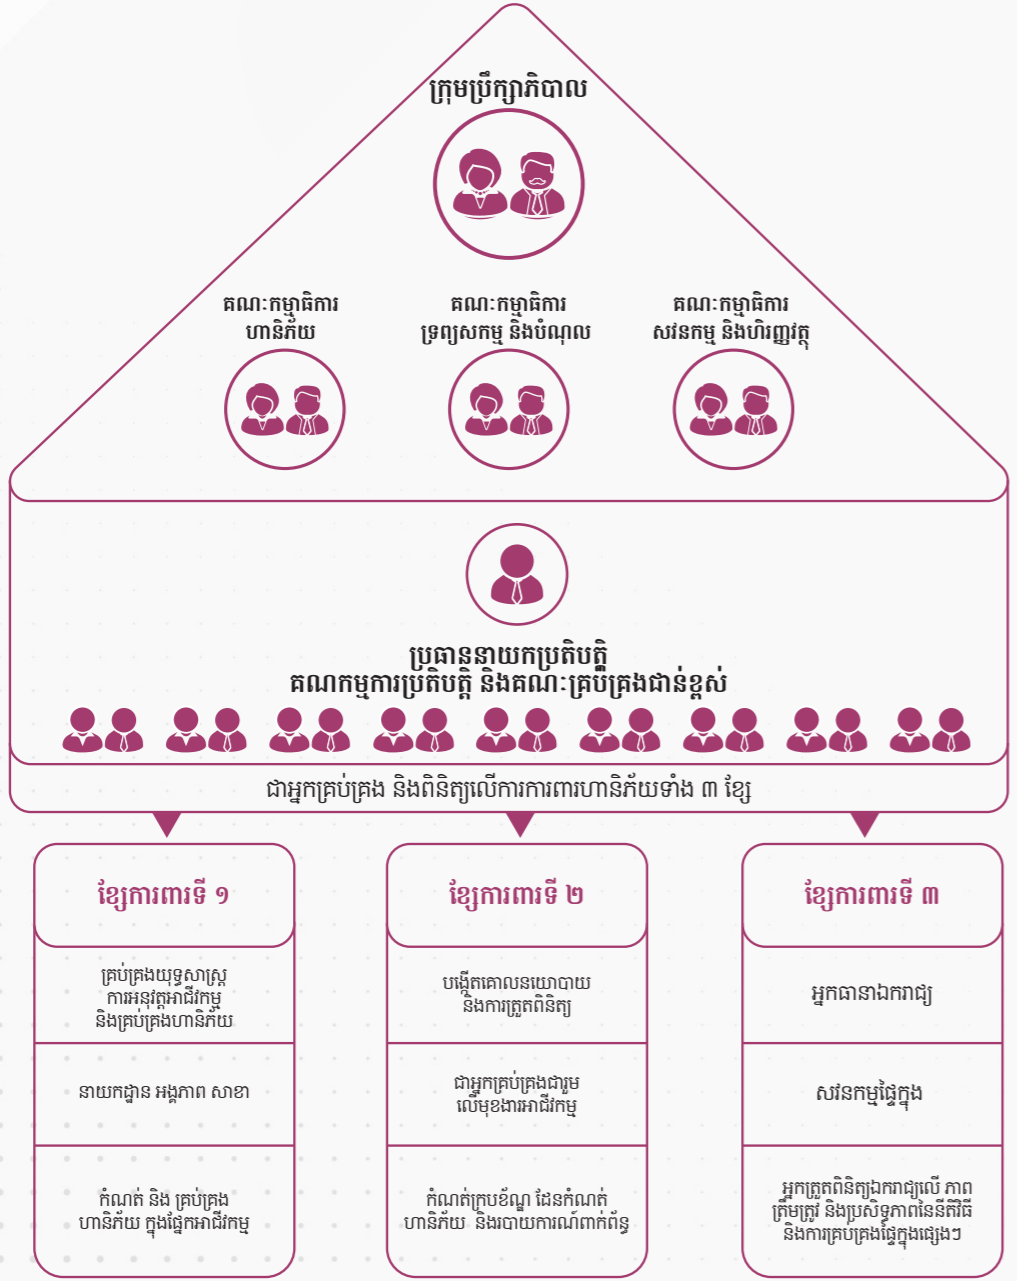 ក្រុមប្រឹក្សាភិបាល
គណៈកម្មាធិការ
ហានិភ័យ
គណៈកម្មាធិការ
ទ្រព្យសកម្ម និងបំណុល
គណៈកម្មាធិការ
សវនកម្ម និងហិរញ្ញវត្ថុ
ប្រធាននាយកប្រតិបត្តិ
គណកម្មការប្រតិបត្តិ និងគណៈគ្រប់គ្រងជាន់ខ្ពស់
ជាអ្នកគ្រប់គ្រង និងពិនិត្យលើការការពារហានិភ័យទាំង ៣ ខ្សែ
ខ្សែការពារទី ១
គ្រប់គ្រងយុទ្ធសាស្ត្រ
ការអនុវត្តអាជីវកម្ម
និងគ្រប់គ្រងហានិភ័យ
នាយកដ្ឋាន អង្គភាព សាខា
កំណត់ និង គ្រប់គ្រង
ហានិភ័យ ក្នុងផ្នែកអាជីវកម្ម
ខ្សែការពារទី ២
បង្កើតគោលនយោបាយ
និងការត្រួតពិនិត្យ
ជាអ្នកគ្រប់គ្រងជារួម
លើមុខងារអាជីវកម្ម
កំណត់ក្របខ័ណ្ឌ ដែនកំណត់
ហានិភ័យ និងរបាយការណ៍ពាក់ព័ន្ធ
ខ្សែការពារទី ៣
អ្នកធានាឯករាជ្យ
សវនកម្មផ្ទៃក្នុង
អ្នកត្រួតពិនិត្យឯករាជ្យលើ ភាព
ត្រឹមត្រូវ និងប្រសិទ្ធភាពនៃនីតិវិធី
និងការគ្រប់គ្រងផ្ទៃក្នុងផ្សេងៗ